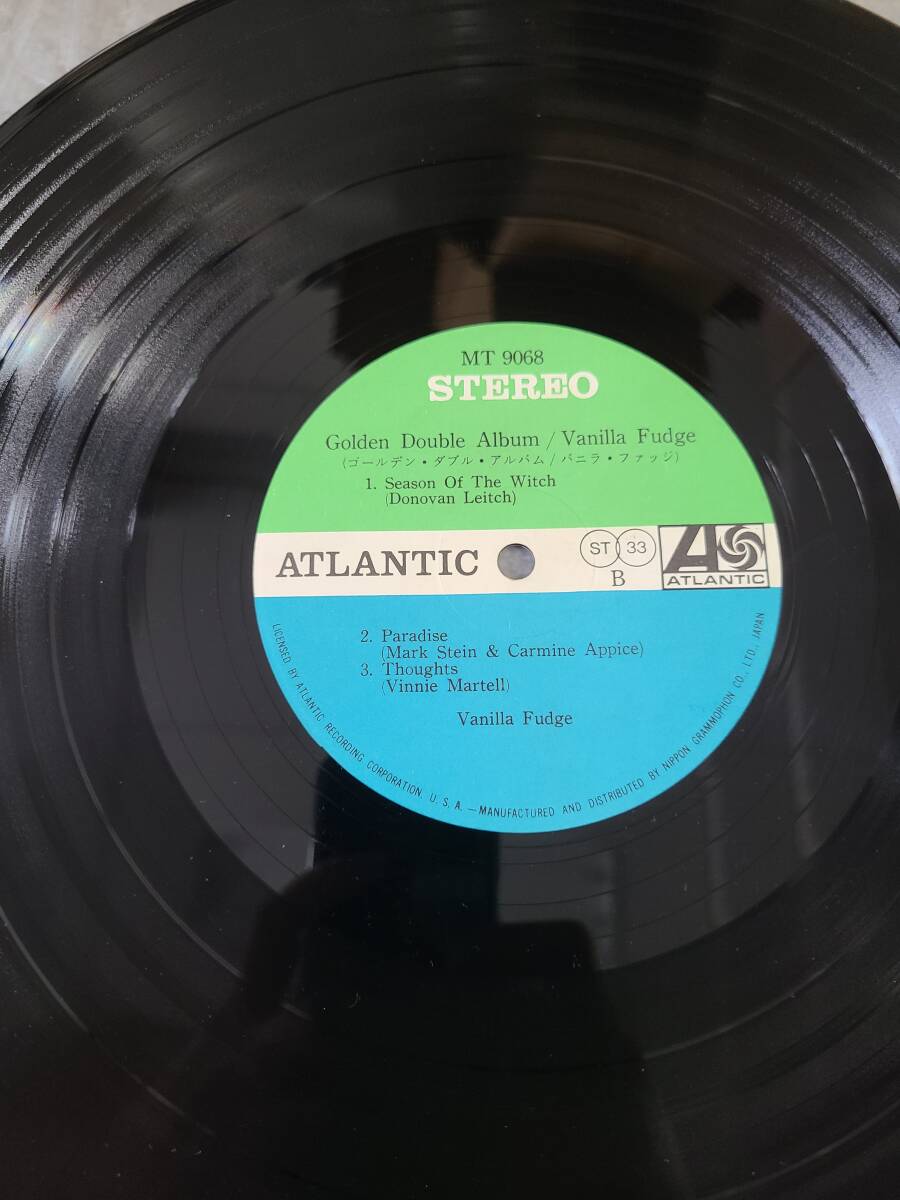 MT 9068
STEREO
Golden Double Album / Vanilla Fudge
(ゴールデン・ダブル・アルバム/バニラ・ファッジ)
1. Season Of The Witch
(Donovan Leitch)
ATLANTIC
ST 33
B
ATLANTIC
2. Paradise
(Mark Stein & Carmine Appice)
3. Thoughts
(Vinnie Martell)
Vanilla Fudge
LICENSED BY ATLANTIC RECORDING CORPORATION, U. S. A. — MANUFACTURED AND DISTRIBUTED BY NIPPON GRAMMOPHON CO., LTD., JAPAN